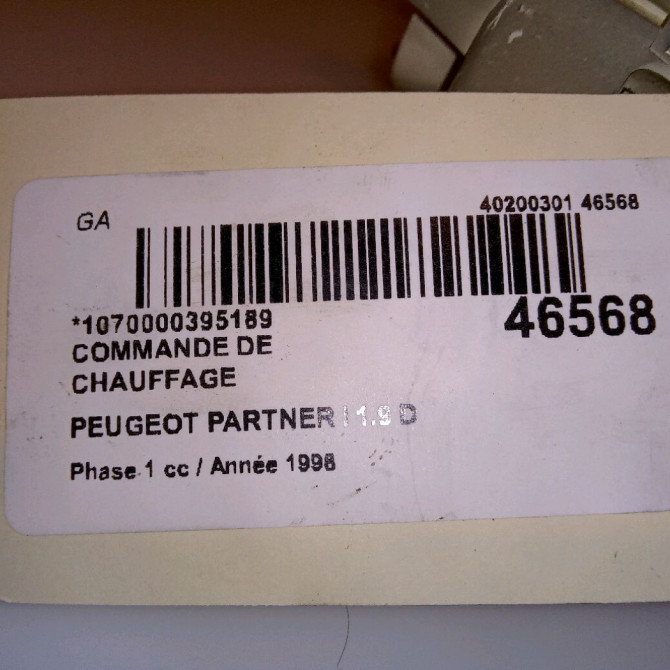 GA
40200301 46568
*1070000395189
46568
COMMANDE DE
CHAUFFAGE
PEUGEOT PARTNER I 1.9 D
Phase 1 cc / Année 1998